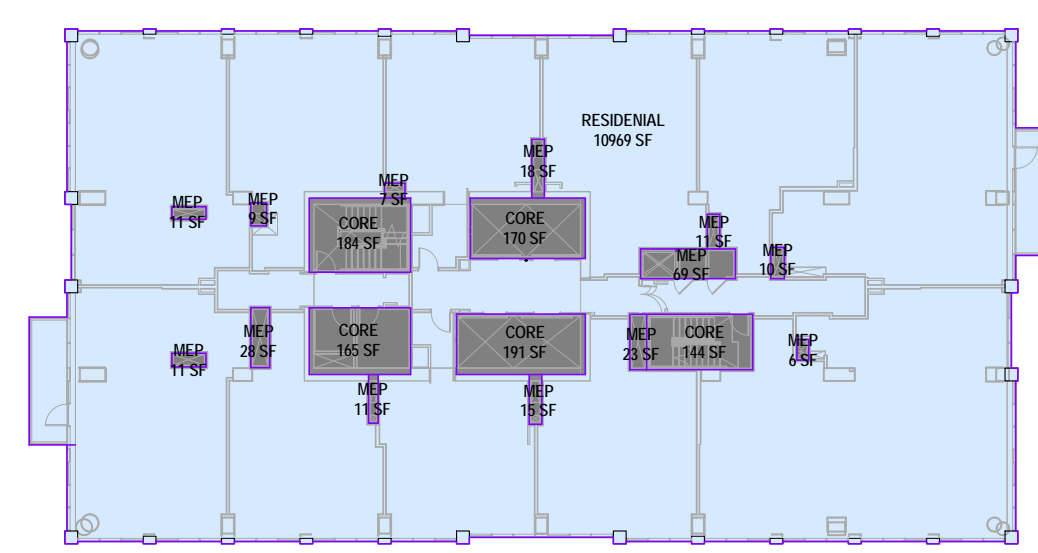 RESIDENIAL
10969 SF
MEP
18 SF
MEP
7 SF
MEP
11 SF
MEP
9 SF
CORE
184 SF
CORE
170 SF
MEP
11 SF
MEP
69 SF
MEP
10 SF
MEP
28 SF
CORE
165 SF
CORE
191 SF
MEP
23 SF
CORE
144 SF
MEP
6 SF
MEP
11 SF
MEP
11 SF
MEP
15 SF